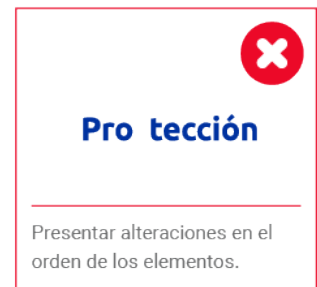 Pro  tección
Presentar alteraciones en el
orden de los elementos.